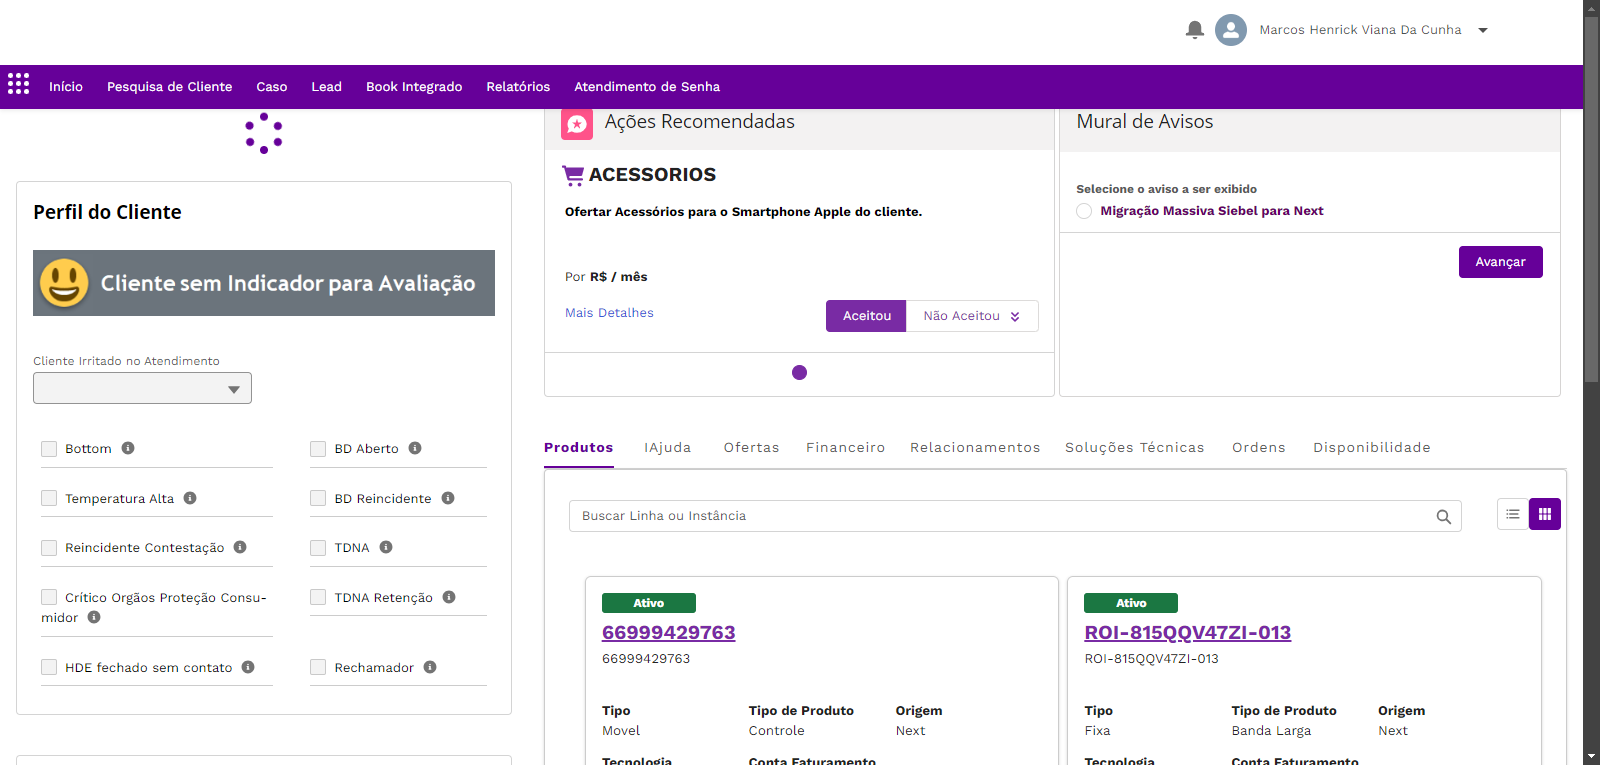 Marcos Henrick Viana Da Cunha
Início Pesquisa de Cliente Caso Lead Book Integrado Relatórios Atendimento de Senha
Perfil do Cliente
Cliente sem Indicador para Avaliação
Cliente Irritado no Atendimento
Bottom
BD Aberto
Temperatura Alta
BD Reincidente
Reincidente Contestação
TDNA
Crítico Orgãos Proteção Consu-
midor
TDNA Retenção
HDE fechado sem contato
Rechamador
Ações Recomendadas
ACESSORIOS
Ofertar Acessórios para o Smartphone Apple do cliente.
Por R$ / mês
Mais Detalhes
Aceitou
Não Aceitou
Mural de Avisos
Selecione o aviso a ser exibido
Migração Massiva Siebel para Next
Avançar
Produtos IAjuda Ofertas Financeiro Relacionamentos Soluções Técnicas Ordens Disponibilidade
Buscar Linha ou Instância
Ativo
66999429763
66999429763
Tipo Tipo de Produto Origem
Movel Controle Next
Tecnologia Conta Faturamento
Ativo
ROI-815QQV47ZI-013
ROI-815QQV47ZI-013
Tipo Tipo de Produto Origem
Fixa Banda Larga Next
Tecnologia Conta Faturamento